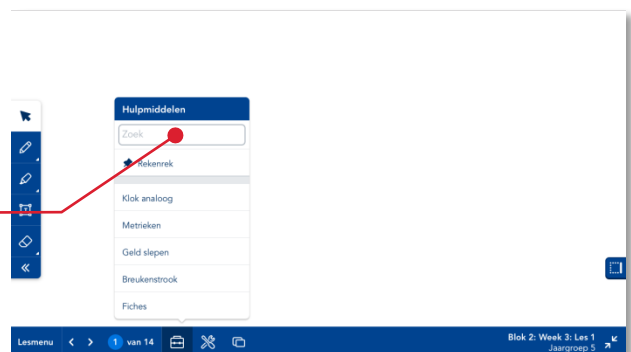 Hulpmiddelen
Zoek
Rekenrek
Klok analoog
Metrieken
Geld slepen
Breukenstrook
Fiches
Lesmenu 1 van 14 Blok 2: Week 3: Les 1
Jaargroep 5